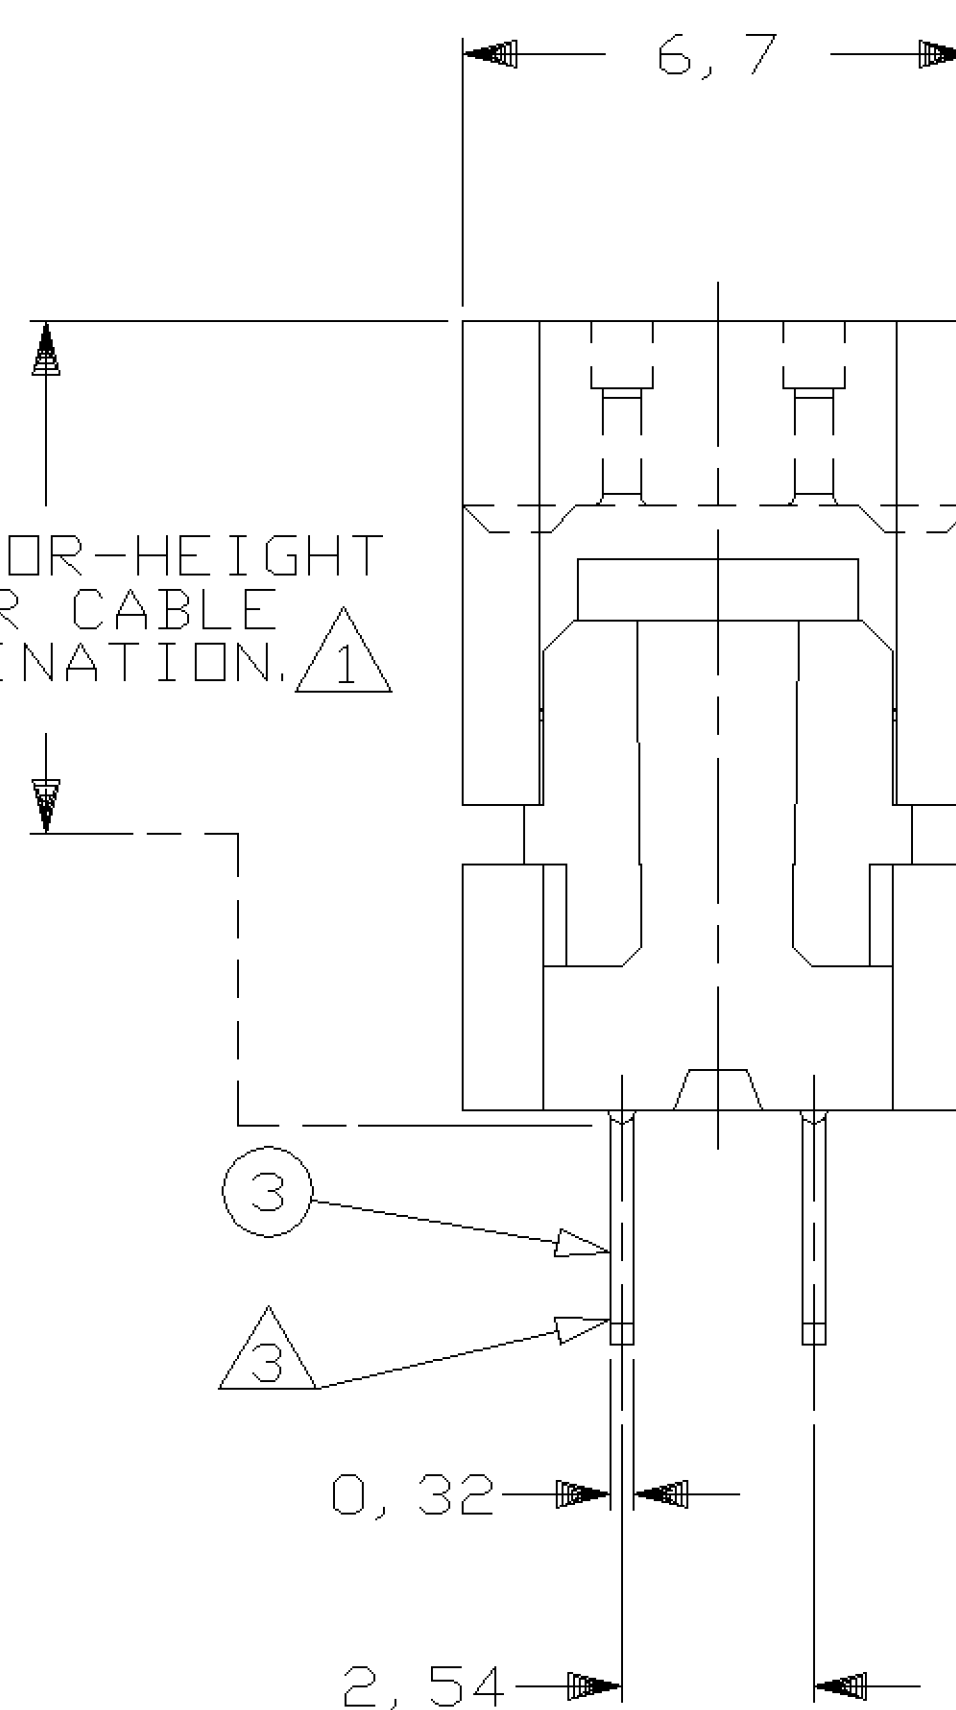 6,7
OR-HEIGHT
R CABLE
INATION.
1
3
3
0,32
2,54